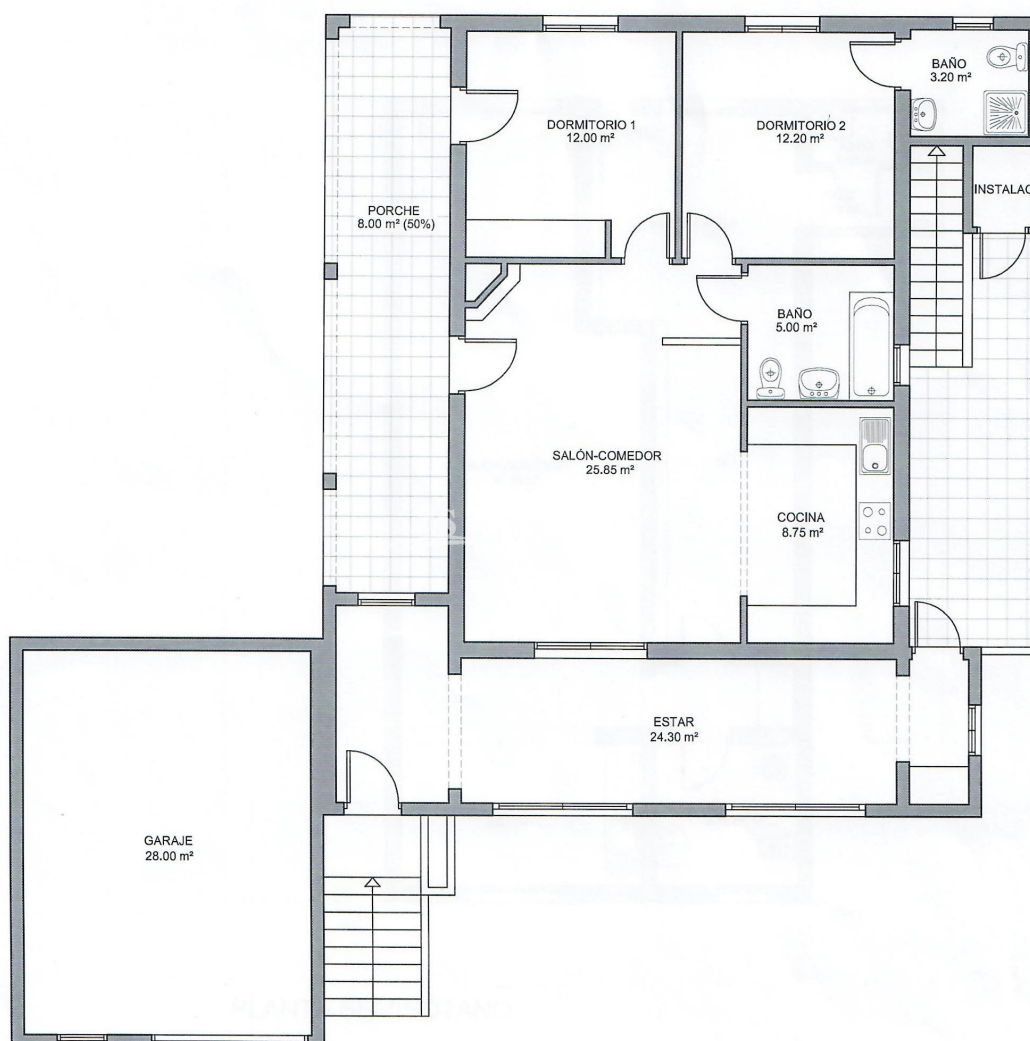 BAÑO
3.20 m²
DORMITORIO 1
12.00 m²
DORMITORIO 2
12.20 m²
INSTALAC
PORCHE
8.00 m² (50%)
BAÑO
5.00 m²
SALÓN-COMEDOR
25.85 m²
COCINA
8.75 m²
ESTAR
24.30 m²
GARAJE
28.00 m²